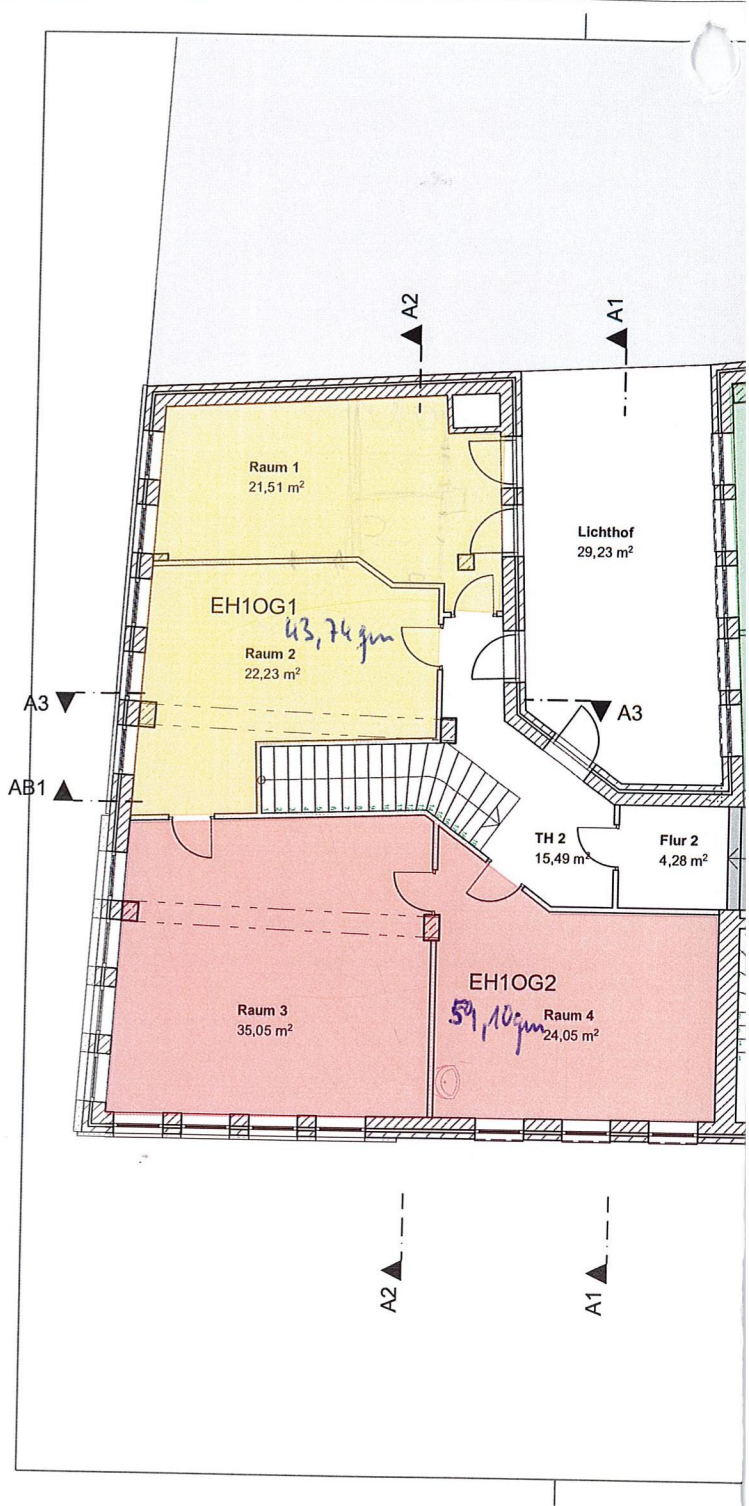 A2
A1
Raum 1
21,51 m²
Lichthof
29,23 m²
EH1OG1
43,74 qm
Raum 2
22,23 m²
A3
A3
AB1
TH 2
15,49 m²
Flur 2
4,28 m²
EH1OG2
59,10 qm
Raum 3
35,05 m²
Raum 4
24,05 m²
A2
A1